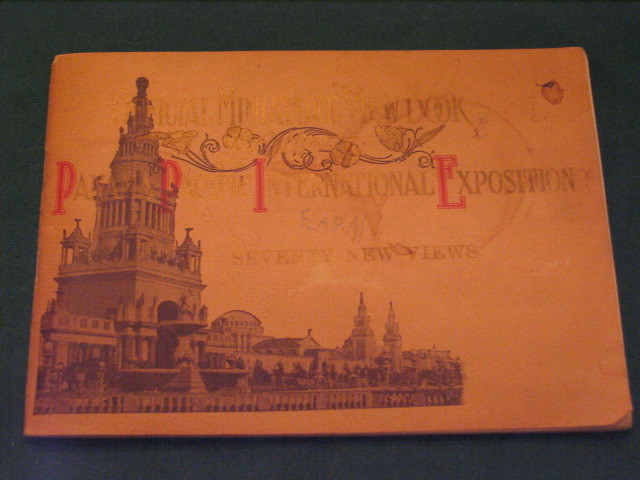 OFFICIAL MINIATURE VIEW BOOK
PANAMA PACIFIC INTERNATIONAL EXPOSITION
SEVENTY NEW VIEWS